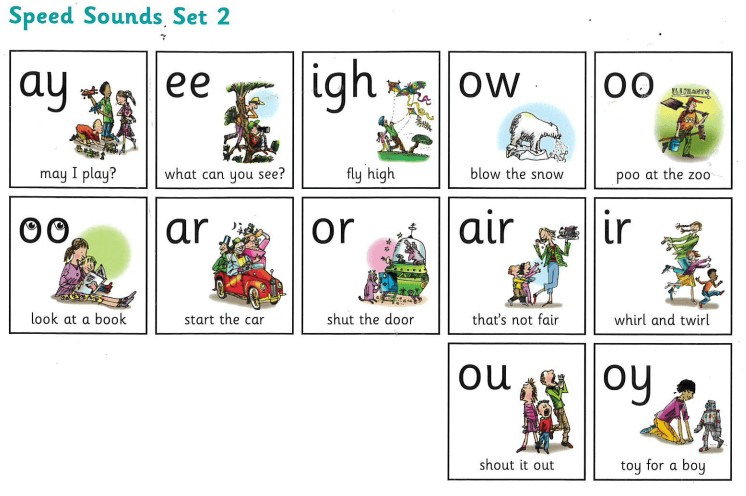 Speed Sounds Set 2
ay
may I play?
ee
what can you see?
igh
fly high
ow
blow the snow
oo
poo at the zoo
oo
look at a book
ar
start the car
or
shut the door
air
that's not fair
ir
whirl and twirl
ou
shout it out
oy
toy for a boy